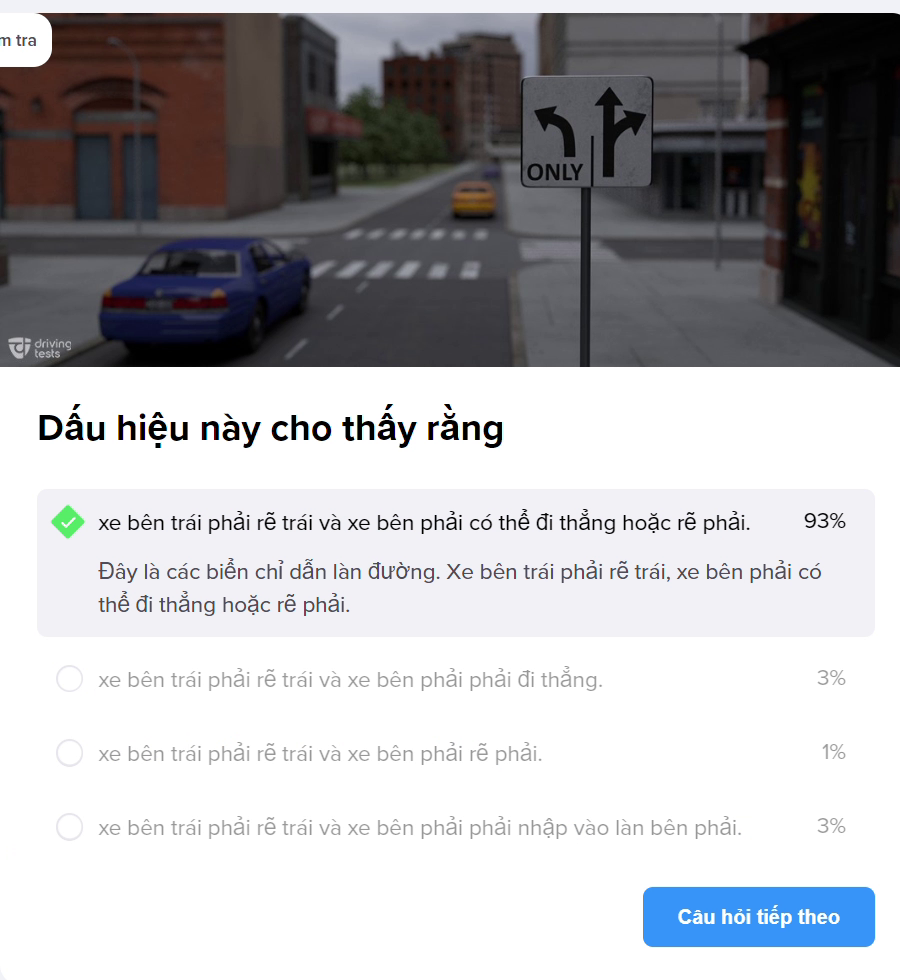 m tra
ONLY
driving
tests
Dấu hiệu này cho thấy rằng
xe bên trái phải rẽ trái và xe bên phải có thể đi thẳng hoặc rẽ phải. 93%
Đây là các biển chỉ dẫn làn đường. Xe bên trái phải rẽ trái, xe bên phải có
thể đi thẳng hoặc rẽ phải.
xe bên trái phải rẽ trái và xe bên phải phải đi thẳng. 3%
xe bên trái phải rẽ trái và xe bên phải rẽ phải. 1%
xe bên trái phải rẽ trái và xe bên phải phải nhập vào làn bên phải. 3%
Câu hỏi tiếp theo